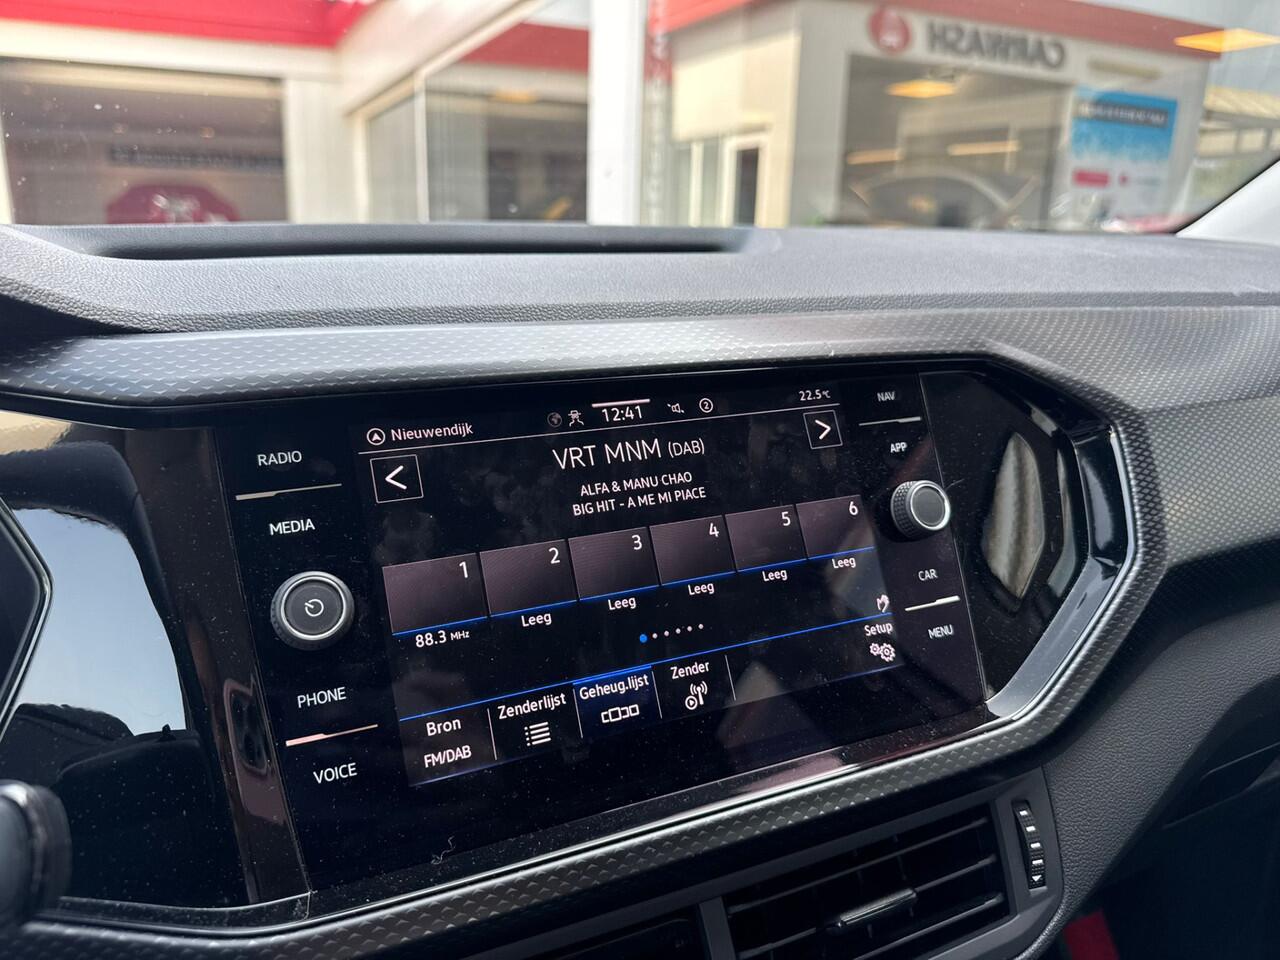 CARWASH
RADIO
MEDIA
PHONE
VOICE
Nieuwendijk
12:41
2
22.5°C
VRT MNM (DAB)
ALFA & MANU CHAO
BIG HIT - A ME MI PIACE
<
>
1
2
3
4
5
6
88.3 MHz
Leeg
Leeg
Leeg
Leeg
Leeg
Setup
Bron
FM/DAB
Zenderlijst
Geheug.lijst
Zender
NAV
APP
CAR
MENU